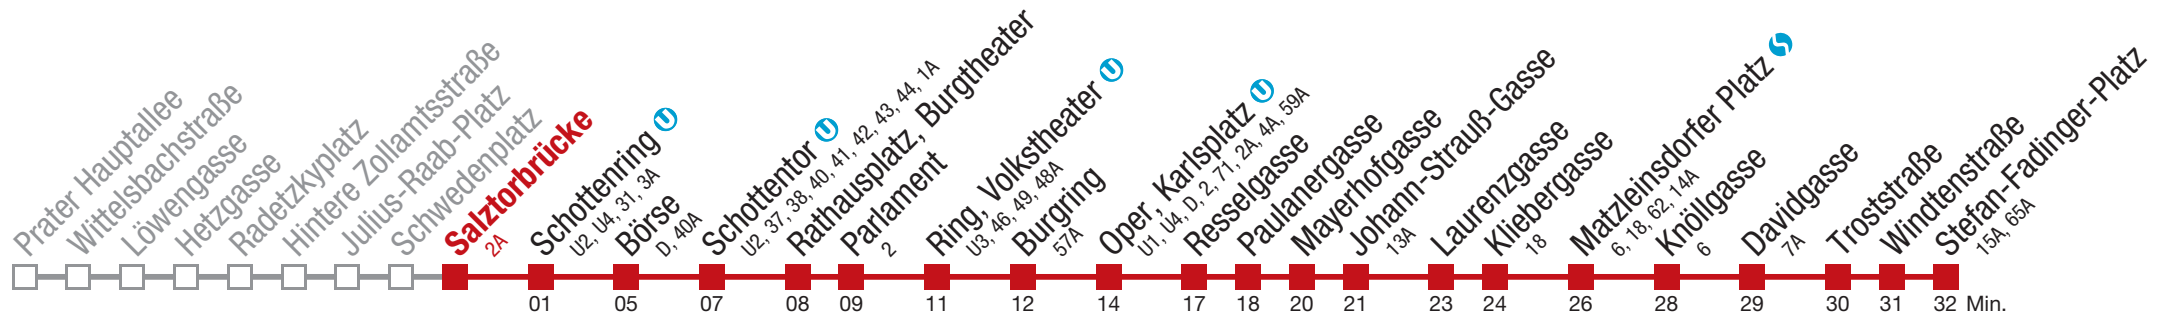 Prater Hauptallee
Wittelsbachstraße
Löwengasse
Hetzgasse
Radetzkyplatz
Hintere Zollamtsstraße
Julius-Raab-Platz
Schwedenplatz
Salztorbrücke
2A
Schottenring U
U2, U4, 31, 3A
Börse
D, 40A
Schottentor U
U2, 37, 38, 40, 41, 42, 43, 44, 1A
Rathausplatz, Burgtheater
Parlament
2
Ring, Volkstheater U
U3, 46, 49, 48A
Burgring
57A
Oper, Karlsplatz U
U1, U4, D, 2, 71, 2A, 4A, 59A
Resselgasse
Paulanergasse
Mayerhofgasse
Johann-Strauß-Gasse
13A
Laurenzgasse
Kliebergasse
18
Matzleinsdorfer Platz S
6, 18, 62, 14A
Knöllgasse
6
Davidgasse
7A
Troststraße
Windtenstraße
Stefan-Fadinger-Platz
15A, 65A
01 05 07 08 09 11 12 14 17 18 20 21 23 24 26 28 29 30 31 32 Min.